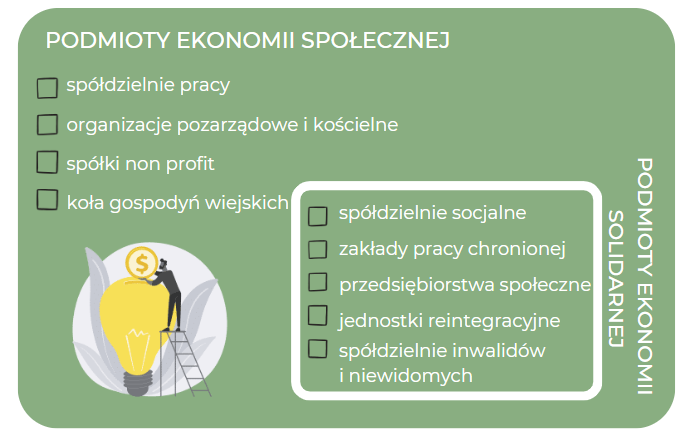 PODMIOTY EKONOMII SPOŁECZNEJ
spółdzielnie pracy
organizacje pozarządowe i kościelne
spółki non profit
koła gospodyń wiejskich
spółdzielnie socjalne
zakłady pracy chronionej
przedsiębiorstwa społeczne
jednostki reintegracyjne
spółdzielnie inwalidów
i niewidomych
PODMIOTY EKONOMII
SOLIDARNEJ
$